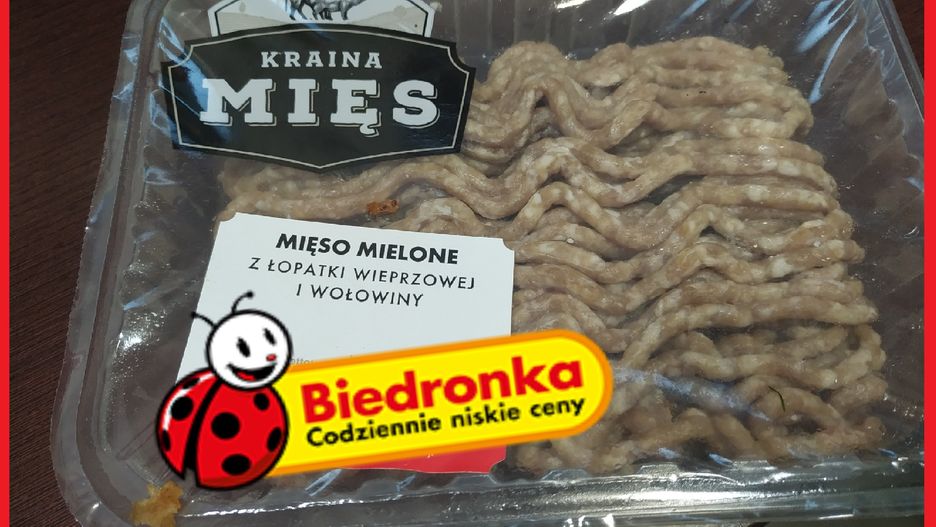 KRAINA
MIĘS
MIĘSO MIELONE
Z ŁOPATKI WIEPRZOWEJ
I WOŁOWINY
Biedronka
Codziennie niskie ceny